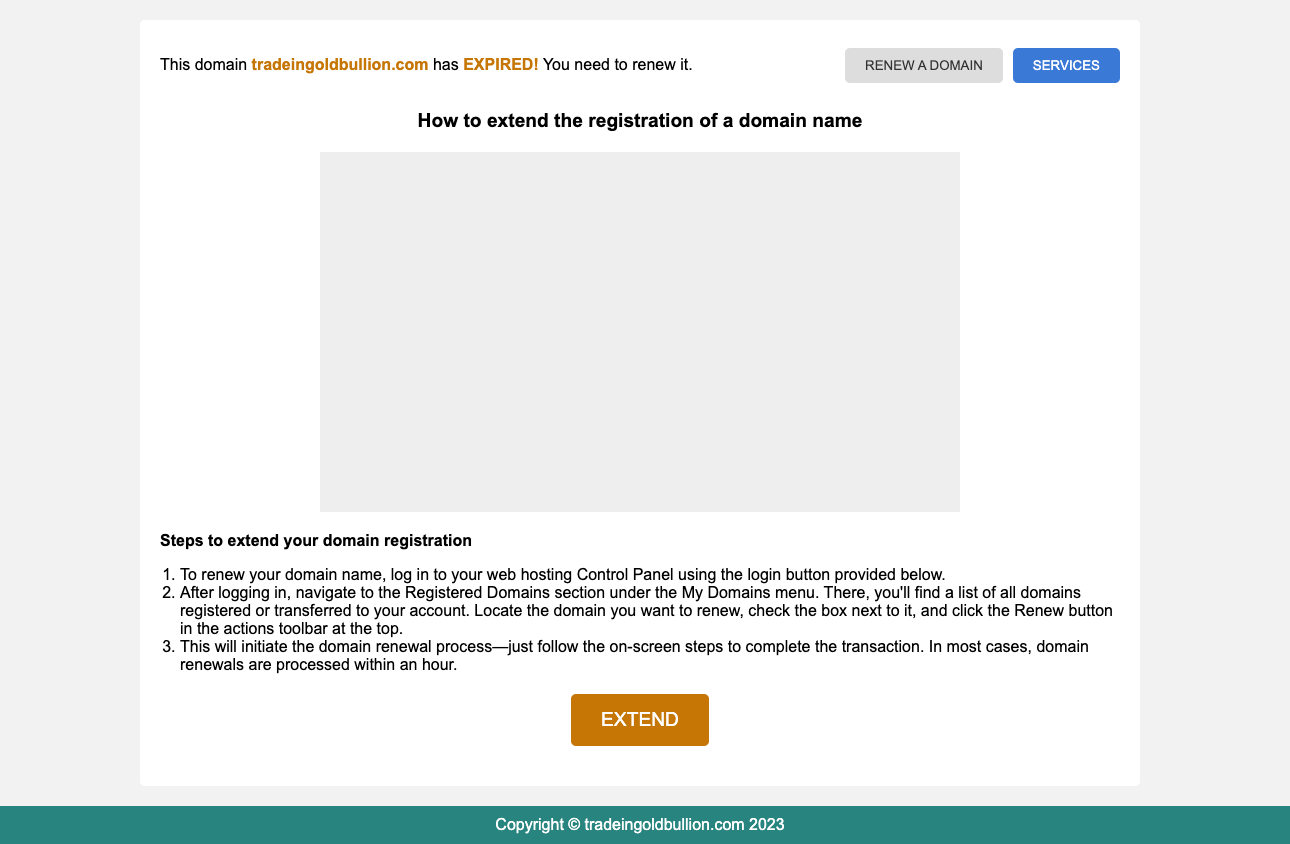 This domain tradeingoldbullion.com has EXPIRED! You need to renew it.
RENEW A DOMAIN
SERVICES
How to extend the registration of a domain name
Steps to extend your domain registration
1. To renew your domain name, log in to your web hosting Control Panel using the login button provided below.
2. After logging in, navigate to the Registered Domains section under the My Domains menu. There, you'll find a list of all domains
registered or transferred to your account. Locate the domain you want to renew, check the box next to it, and click the Renew button
in the actions toolbar at the top.
3. This will initiate the domain renewal process—just follow the on-screen steps to complete the transaction. In most cases, domain
renewals are processed within an hour.
EXTEND
Copyright © tradeingoldbullion.com 2023